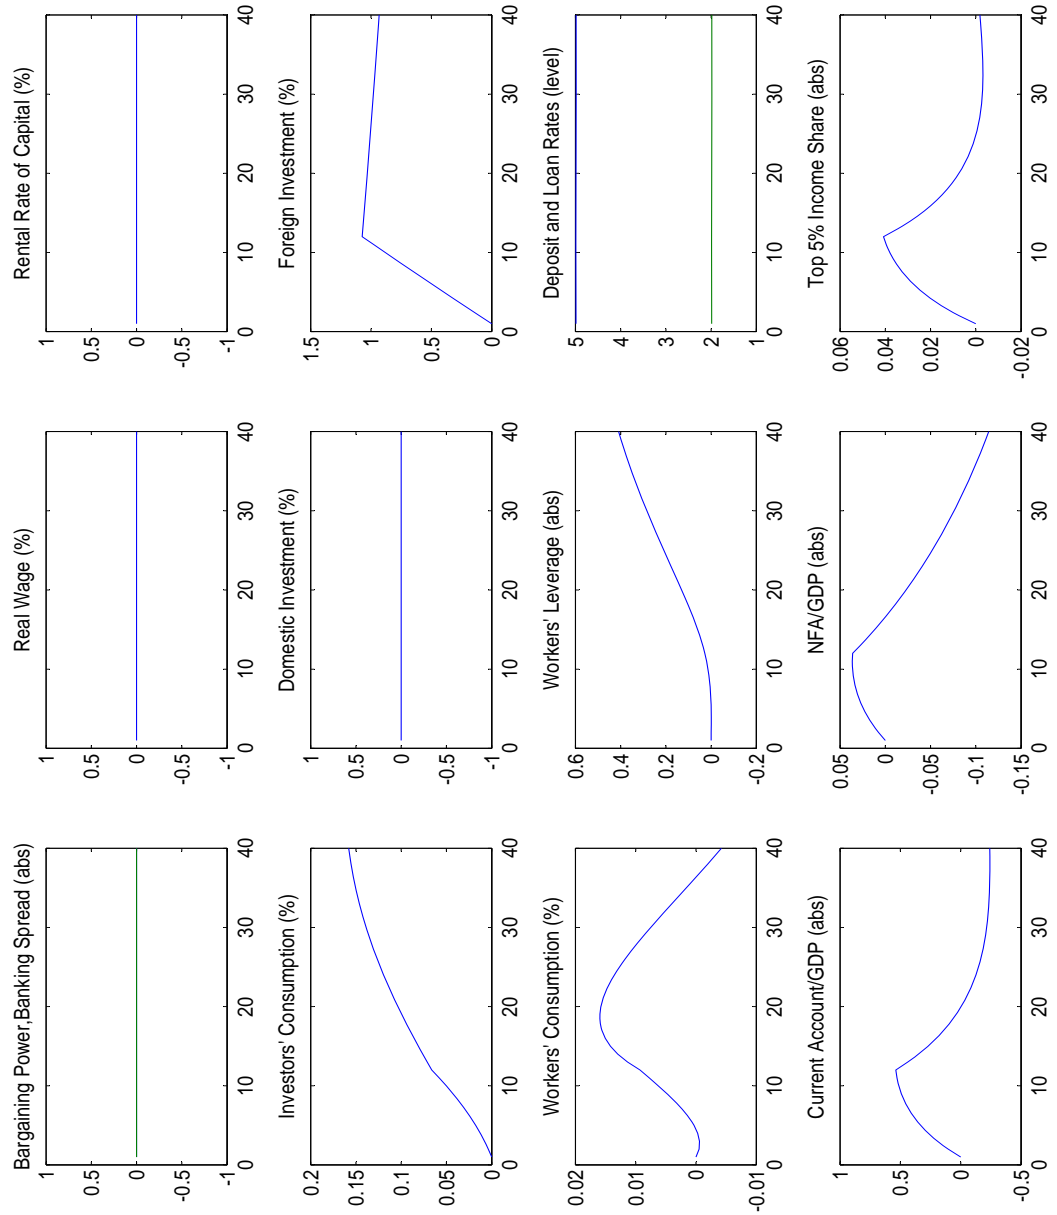 Bargaining Power,Banking Spread (abs)
1
0.5
0
-0.5
-1
0 10 20 30 40
Real Wage (%)
1
0.5
0
-0.5
-1
0 10 20 30 40
Rental Rate of Capital (%)
1
0.5
0
-0.5
-1
0 10 20 30 40
Investors' Consumption (%)
0.2
0.15
0.1
0.05
0
0 10 20 30 40
Domestic Investment (%)
1
0.5
0
-0.5
-1
0 10 20 30 40
Foreign Investment (%)
1.5
1
0.5
0
0 10 20 30 40
Workers' Consumption (%)
0.02
0.01
0
-0.01
0 10 20 30 40
Workers' Leverage (abs)
0.6
0.4
0.2
0
-0.2
0 10 20 30 40
Deposit and Loan Rates (level)
5
4
3
2
1
0 10 20 30 40
Current Account/GDP (abs)
1
0.5
0
-0.5
0 10 20 30 40
NFA/GDP (abs)
0.05
0
-0.05
-0.1
-0.15
0 10 20 30 40
Top 5% Income Share (abs)
0.06
0.04
0.02
0
-0.02
0 10 20 30 40